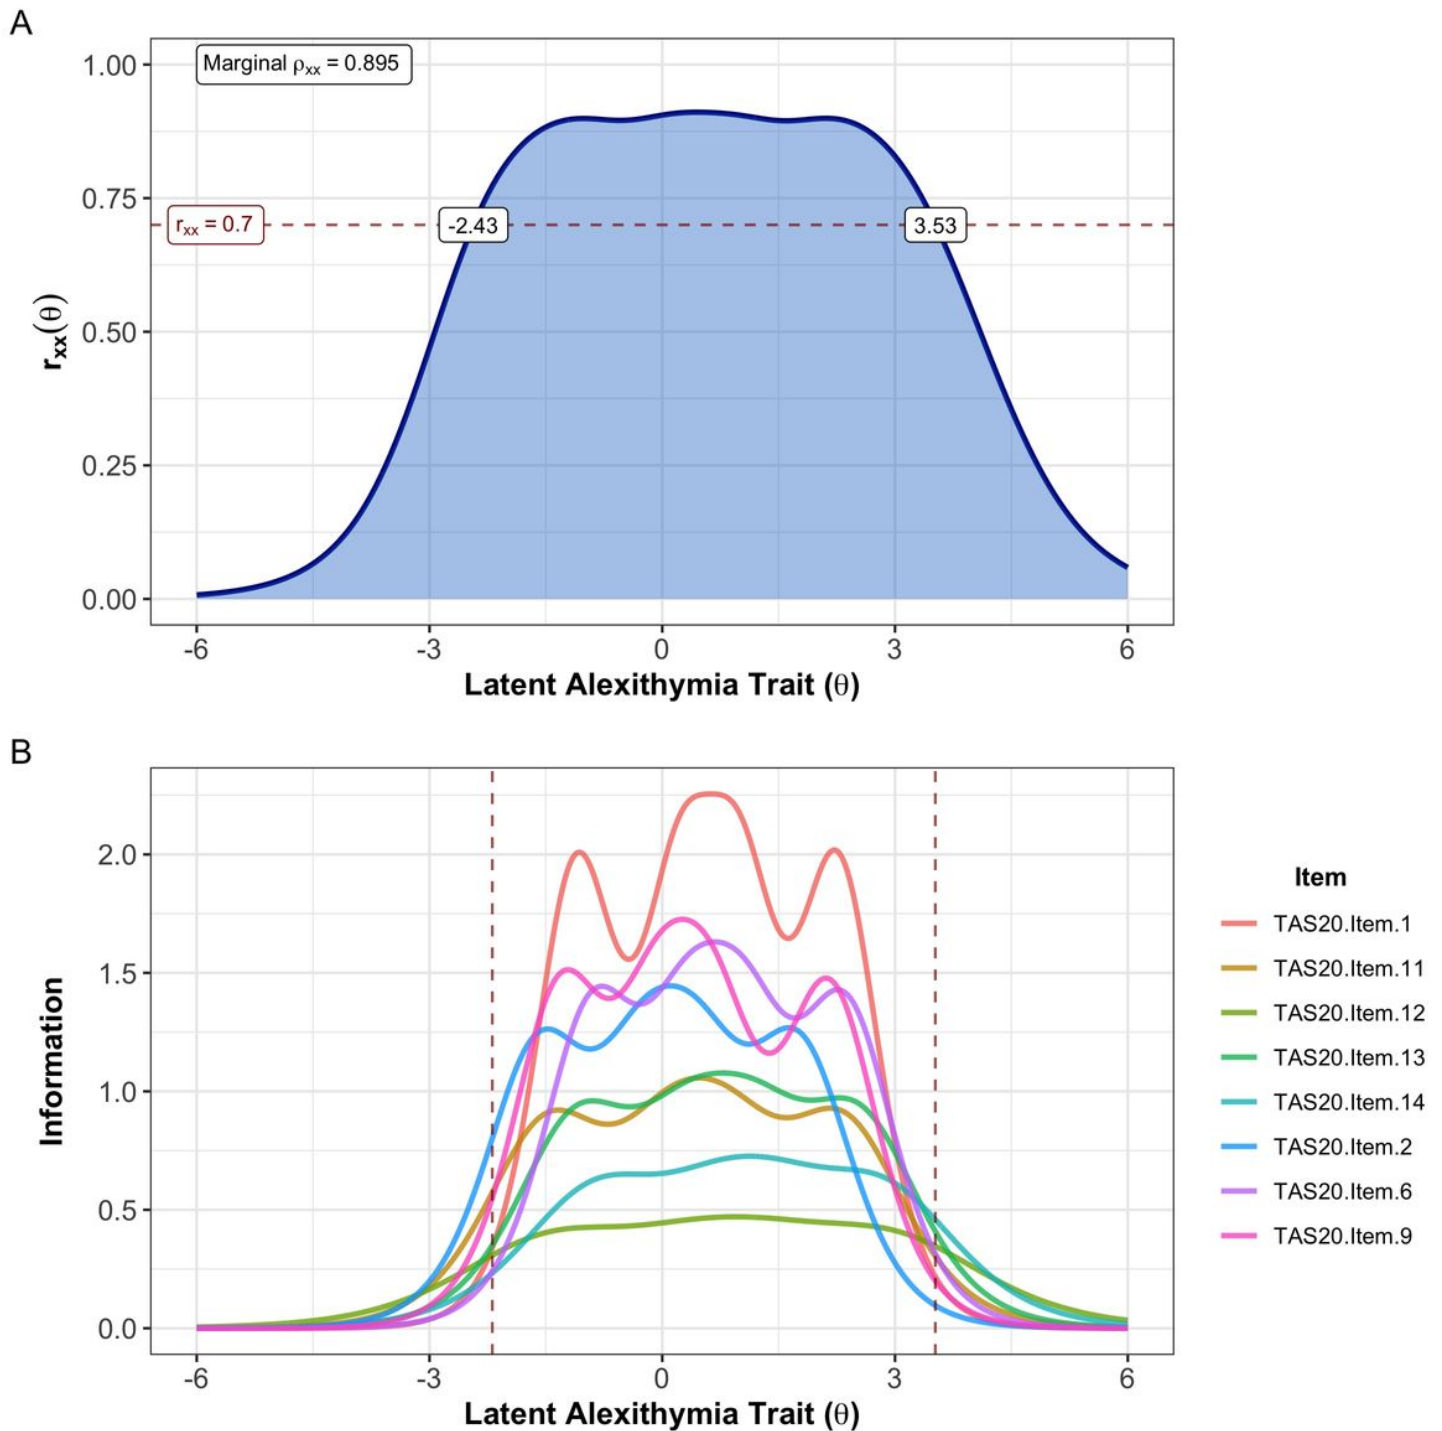 A
1.00
Marginal ρxx = 0.895
0.75
rxx = 0.7
-2.43
3.53
rxx(θ)
0.50
0.25
0.00
-6 -3 0 3 6
Latent Alexithymia Trait (θ)
B
2.0
1.5
1.0
0.5
0.0
Information
-6 -3 0 3 6
Latent Alexithymia Trait (θ)
Item
TAS20.Item.1
TAS20.Item.11
TAS20.Item.12
TAS20.Item.13
TAS20.Item.14
TAS20.Item.2
TAS20.Item.6
TAS20.Item.9